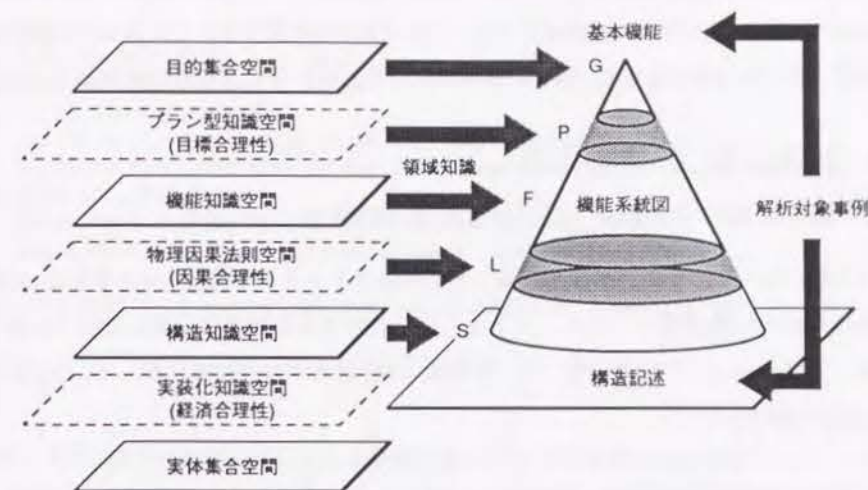 基本機能
目的集合空間
G
プラン型知識空間
(目標合理性)
P
領域知識
機能知識空間
F
機能系統図
解析対象事例
物理因果法則空間
(因果合理性)
L
構造知識空間
S
構造記述
実装化知識空間
(経済合理性)
実体集合空間